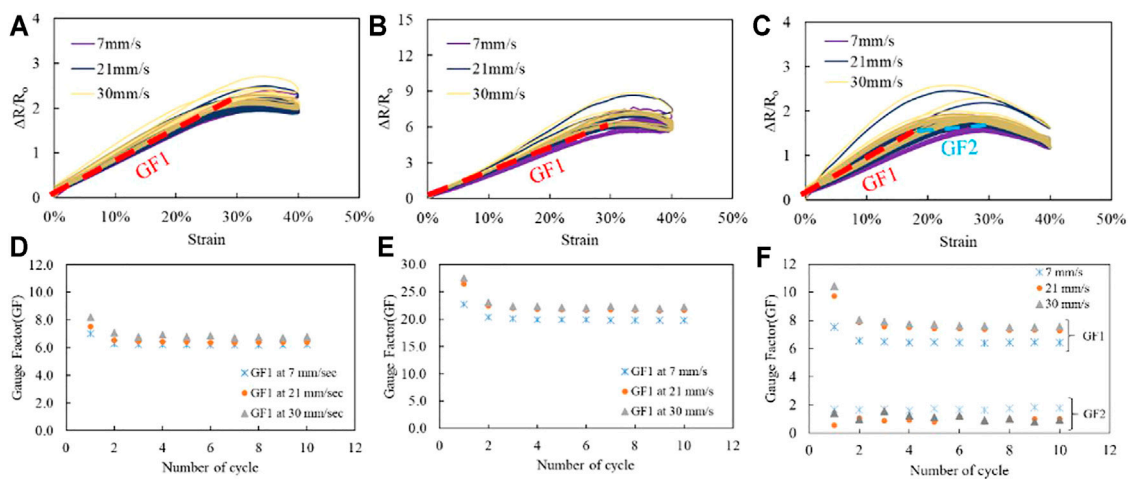 A
4
3
2
1
0
ΔR/Ro
7mm/s
21mm/s
30mm/s
GF1
0%
10%
20%
30%
40%
50%
Strain
B
15
12
9
6
3
0
ΔR/Ro
7mm/s
21mm/s
30mm/s
GF1
0%
10%
20%
30%
40%
50%
Strain
C
4
3
2
1
0
ΔR/Ro
7mm/s
21mm/s
30mm/s
GF1
GF2
0%
10%
20%
30%
40%
50%
Strain
D
12.0
10.0
8.0
6.0
4.0
2.0
0.0
Gauge Factor(GF)
GF1 at 7 mm/sec
GF1 at 21 mm/sec
GF1 at 30 mm/sec
0
2
4
6
8
10
12
Number of cycle
E
30.0
25.0
20.0
15.0
10.0
5.0
0.0
Gauge Factor(GF)
GF1 at 7 mm/s
GF1 at 21 mm/s
GF1 at 30 mm/s
0
2
4
6
8
10
12
Number of cycle
F
12
10
8
6
4
2
0
Gauge Factor(GF)
7 mm/s
21 mm/s
30 mm/s
GF1
GF2
0
2
4
6
8
10
12
Number of cycle